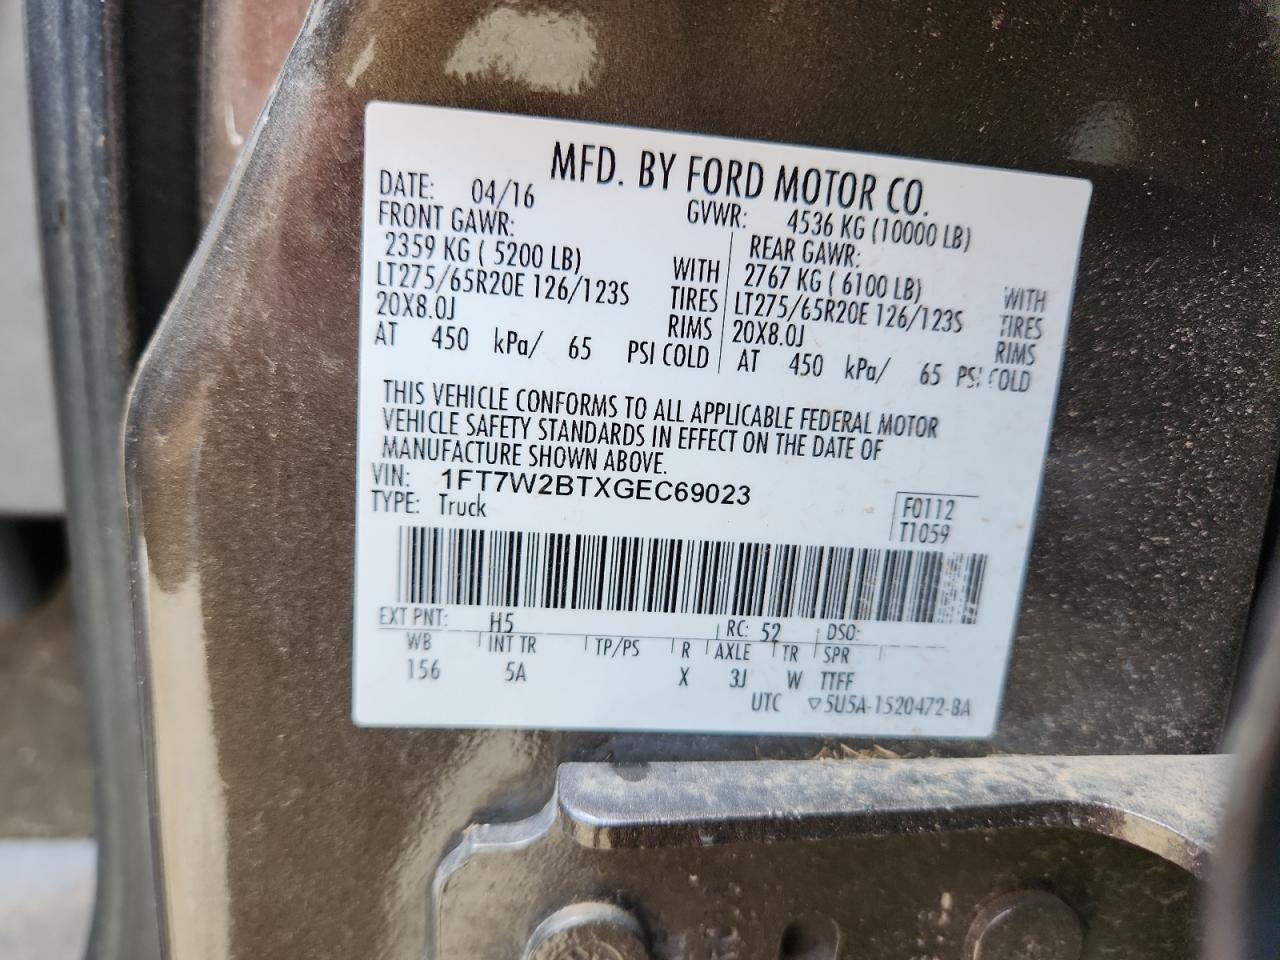 MFD. BY FORD MOTOR CO.
DATE: 04/16 GVWR: 4536 KG (10000 LB)
FRONT GAWR: REAR GAWR:
2359 KG ( 5200 LB) WITH 2767 KG ( 6100 LB) WITH
LT275/65R20E 126/123S TIRES LT275/65R20E 126/123S TIRES
20X8.0J RIMS 20X8.0J RIMS
AT 450 kPa/ 65 PSI COLD AT 450 kPa/ 65 PSI COLD
THIS VEHICLE CONFORMS TO ALL APPLICABLE FEDERAL MOTOR
VEHICLE SAFETY STANDARDS IN EFFECT ON THE DATE OF
MANUFACTURE SHOWN ABOVE.
VIN: 1FT7W2BTXGEC69023
TYPE: Truck
F0112
T1059
EXT PNT: H5 RC: 52 DSO:
WB INT TR TP/PS R AXLE TR SPR
156 5A X 3J W TTFF
UTC ▽5U5A-1520472-BA